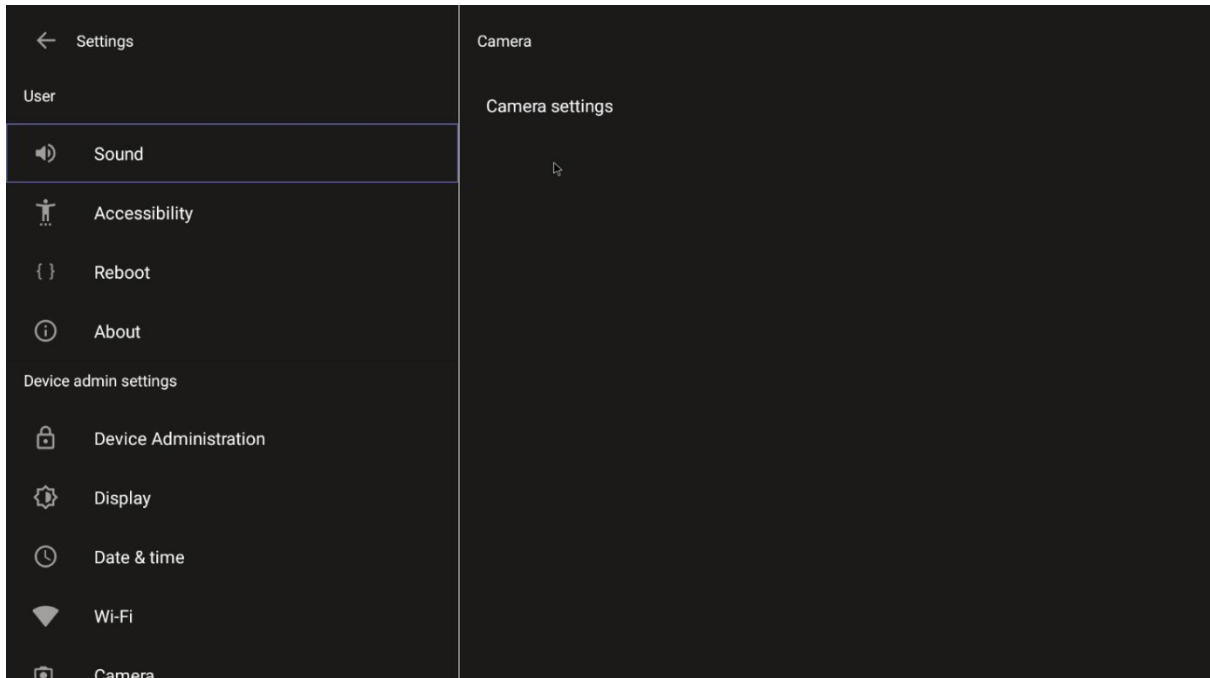 Settings
User
Sound
Accessibility
{ } Reboot
About
Device admin settings
Device Administration
Display
Date & time
Wi-Fi
Camera
Camera
Camera settings